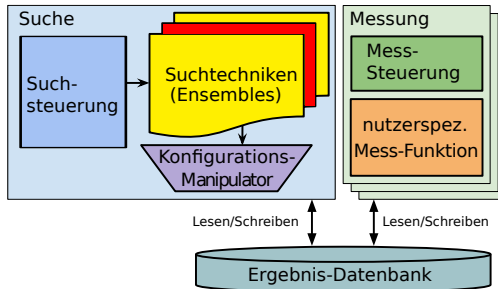 Suche
Such-
steuerung
Suchtechniken
(Ensembles)
Konfigurations-
Manipulator
Messung
Mess-
Steuerung
nutzerspez.
Mess-Funktion
Lesen/Schreiben
Lesen/Schreiben
Ergebnis-Datenbank